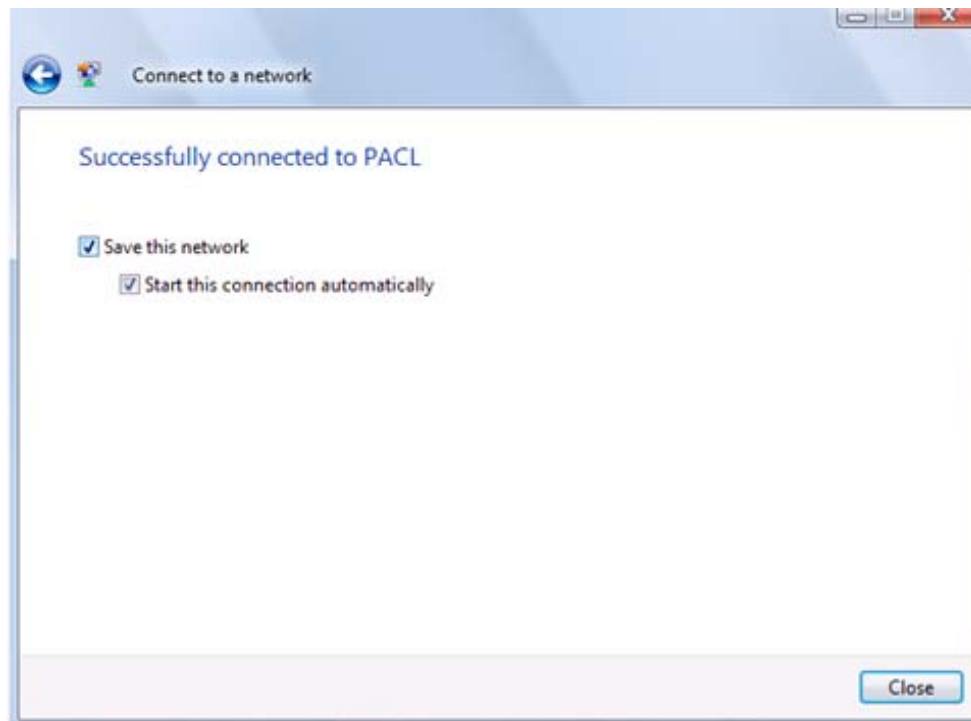 Connect to a network
Successfully connected to PACL
Save this network
Start this connection automatically
Close